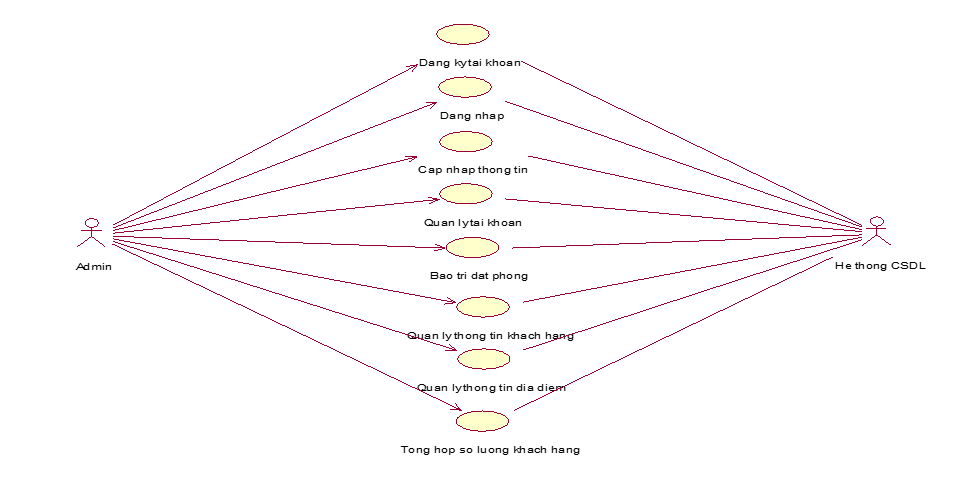 Dang kytai khoan
Dang nhap
Cap nhap thong tin
Quan lytai khoan
Admin
He thong CSDL
Bao tri dat phong
Quan lythong tin khach hang
Quan lythong tin dia diem
Tong hop so luong khach hang